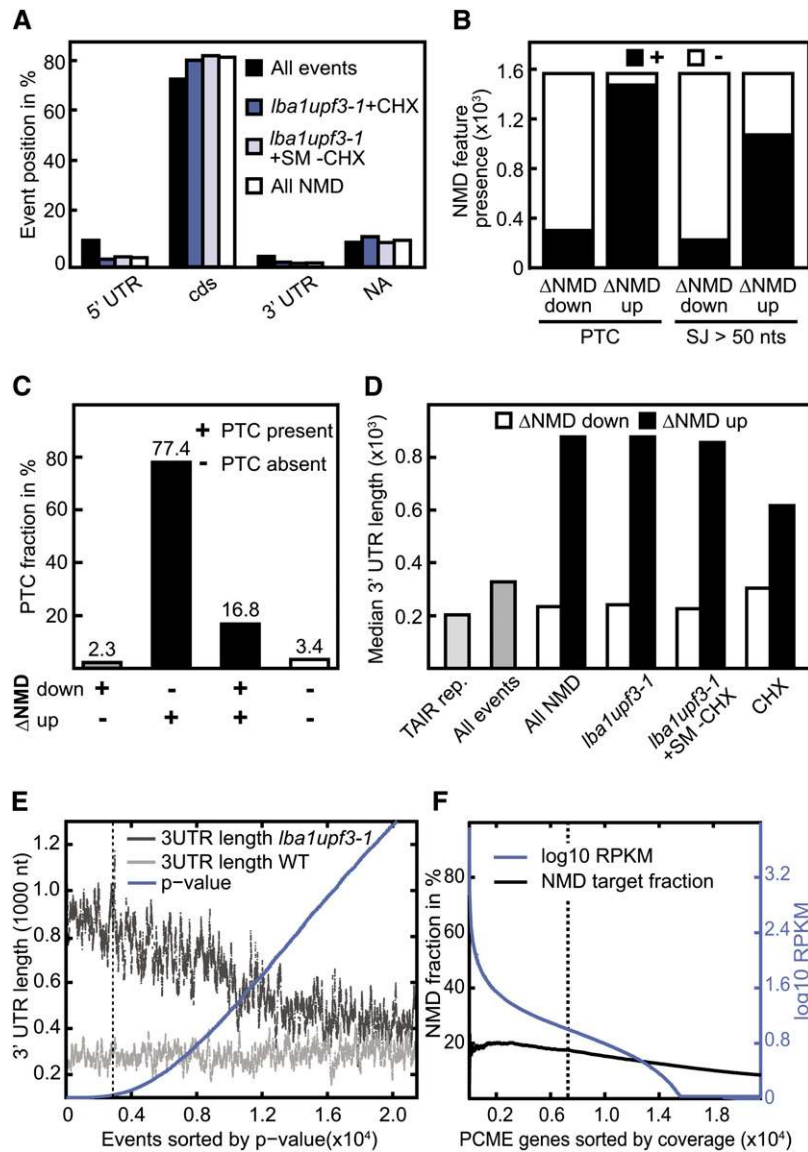 A
Event position in %
80
60
40
20
0
All events
lba1upf3-1+CHX
lba1upf3-1
+SM -CHX
All NMD
5' UTR
cds
3' UTR
NA
B
NMD feature
presence (x10³)
1.6
1.2
0.8
0.4
0
+ -
ΔNMD down
ΔNMD up
ΔNMD down
ΔNMD up
PTC
SJ > 50 nts
C
PTC fraction in %
80
60
40
20
+ PTC present
- PTC absent
2.3
77.4
16.8
3.4
ΔNMD down + - + -
up - + + -
D
Median 3' UTR length (x10³)
0.8
0.6
0.4
0.2
ΔNMD down ΔNMD up
TAIR rep.
All events
All NMD
lba1upf3-1
lba1upf3-1
+SM -CHX
CHX
E
3' UTR length (1000 nt)
1.2
1.0
0.8
0.6
0.4
0.2
3UTR length lba1upf3-1
3UTR length WT
p-value
0 0.4 0.8 1.2 1.6 2.0
Events sorted by p-value(x10⁴)
F
NMD fraction in %
80
60
40
20
log10 RPKM
NMD target fraction
3.2
2.4
1.6
0.8
0
log10 RPKM
0.2 0.6 1.0 1.4 1.8
PCME genes sorted by coverage (x10⁴)